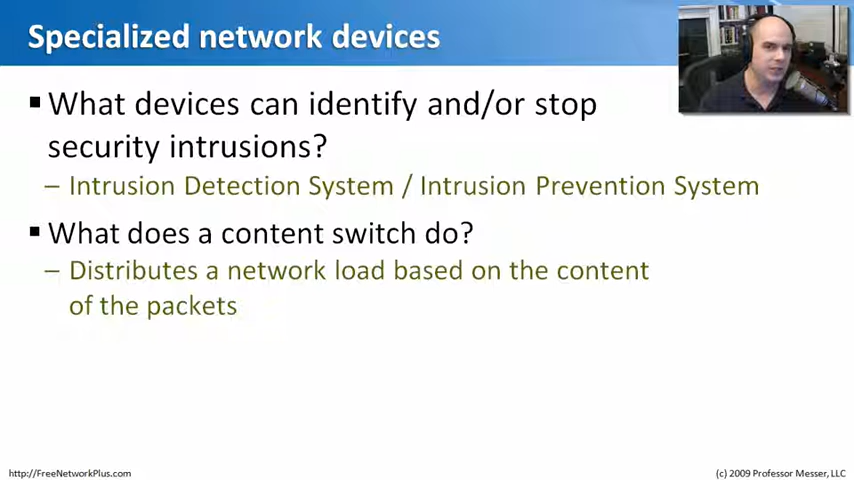 Specialized network devices
▪What devices can identify and/or stop
security intrusions?
– Intrusion Detection System / Intrusion Prevention System
▪What does a content switch do?
– Distributes a network load based on the content
of the packets
http://FreeNetworkPlus.com
(c) 2009 Professor Messer, LLC